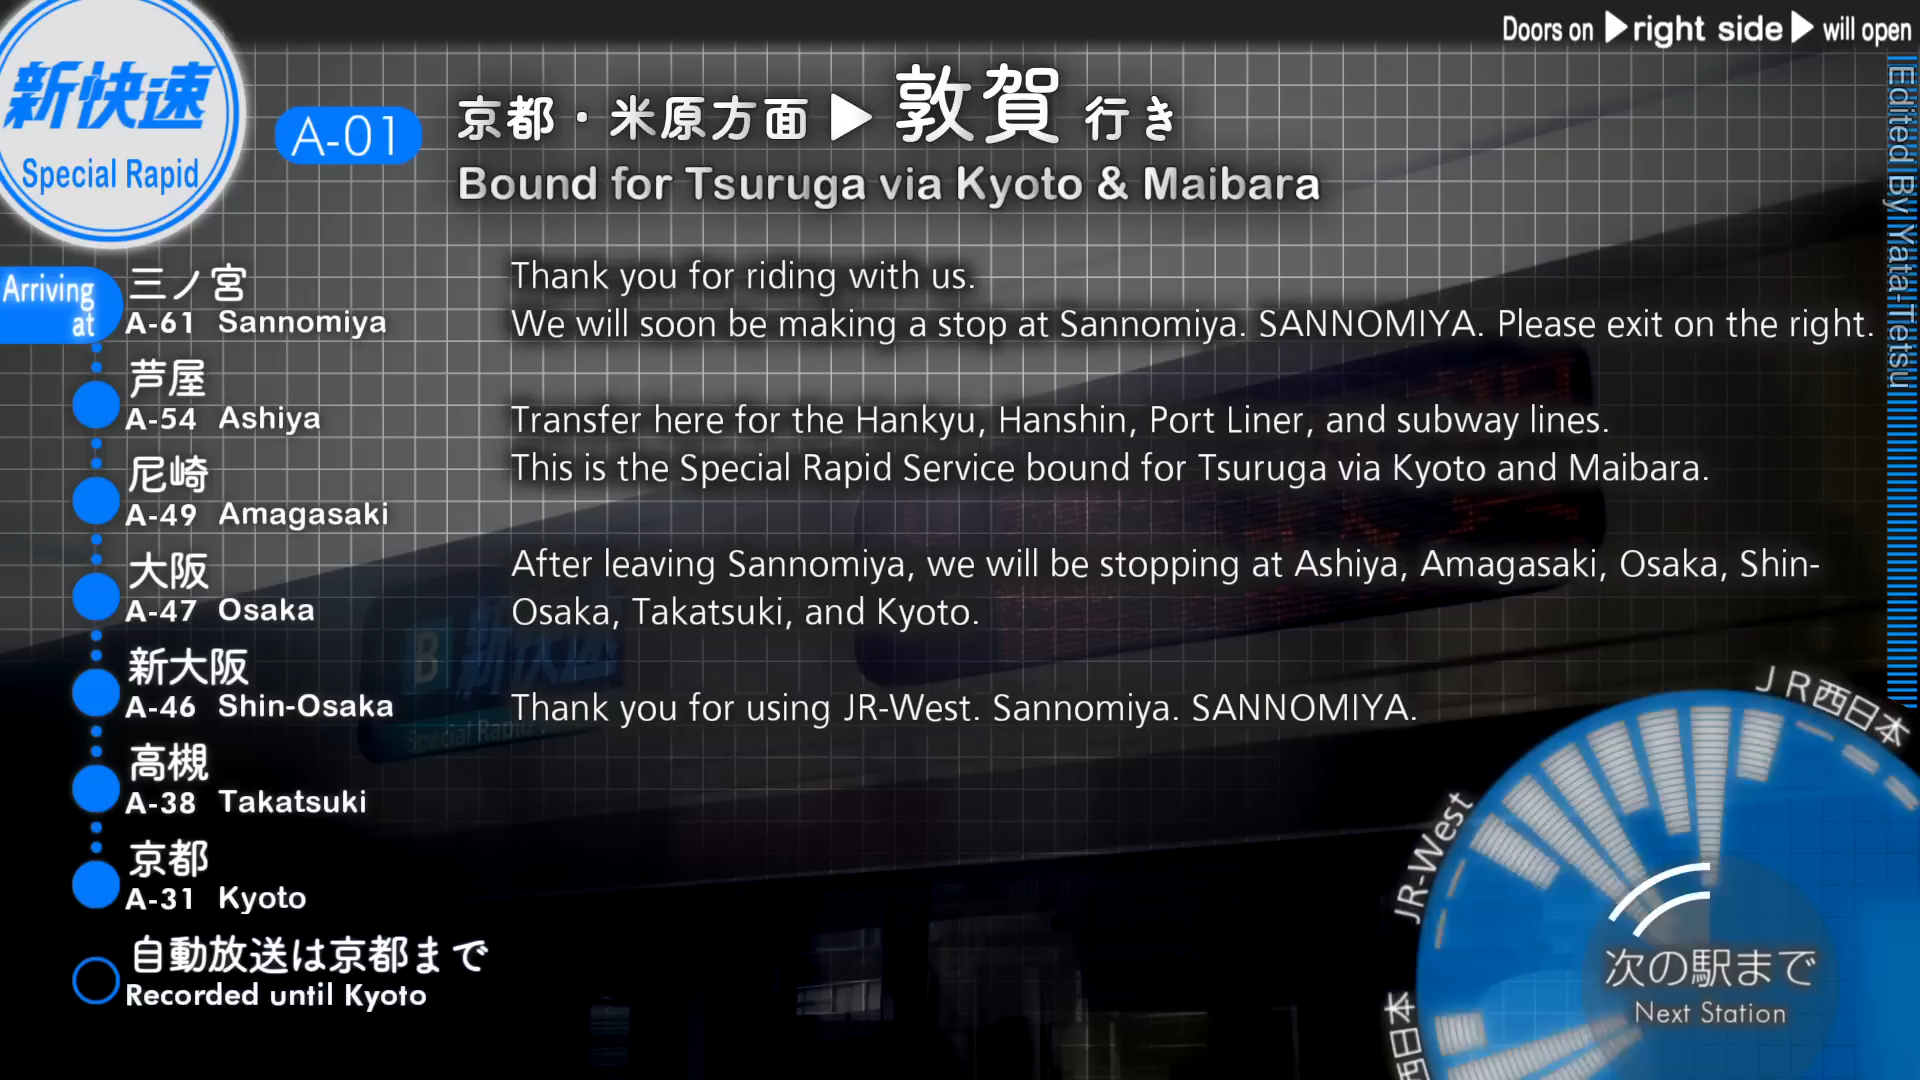 新快速
Special Rapid
Doors on ▶right side▶ will open
A-01
京都・米原方面▶敦賀行き
Bound for Tsuruga via Kyoto & Maibara
Edited By Yata-Tetsu
Arriving at
三ノ宮
A-61 Sannomiya
芦屋
A-54 Ashiya
尼崎
A-49 Amagasaki
大阪
A-47 Osaka
新大阪
A-46 Shin-Osaka
高槻
A-38 Takatsuki
京都
A-31 Kyoto
自動放送は京都まで
Recorded until Kyoto
Thank you for riding with us.
We will soon be making a stop at Sannomiya. SANNOMIYA. Please exit on the right.
Transfer here for the Hankyu, Hanshin, Port Liner, and subway lines.
This is the Special Rapid Service bound for Tsuruga via Kyoto and Maibara.
After leaving Sannomiya, we will be stopping at Ashiya, Amagasaki, Osaka, Shin-
Osaka, Takatsuki, and Kyoto.
Thank you for using JR-West. Sannomiya. SANNOMIYA.
B 新快速
Special Rapid
JR西日本
JR-West
西日本
次の駅まで
Next Station